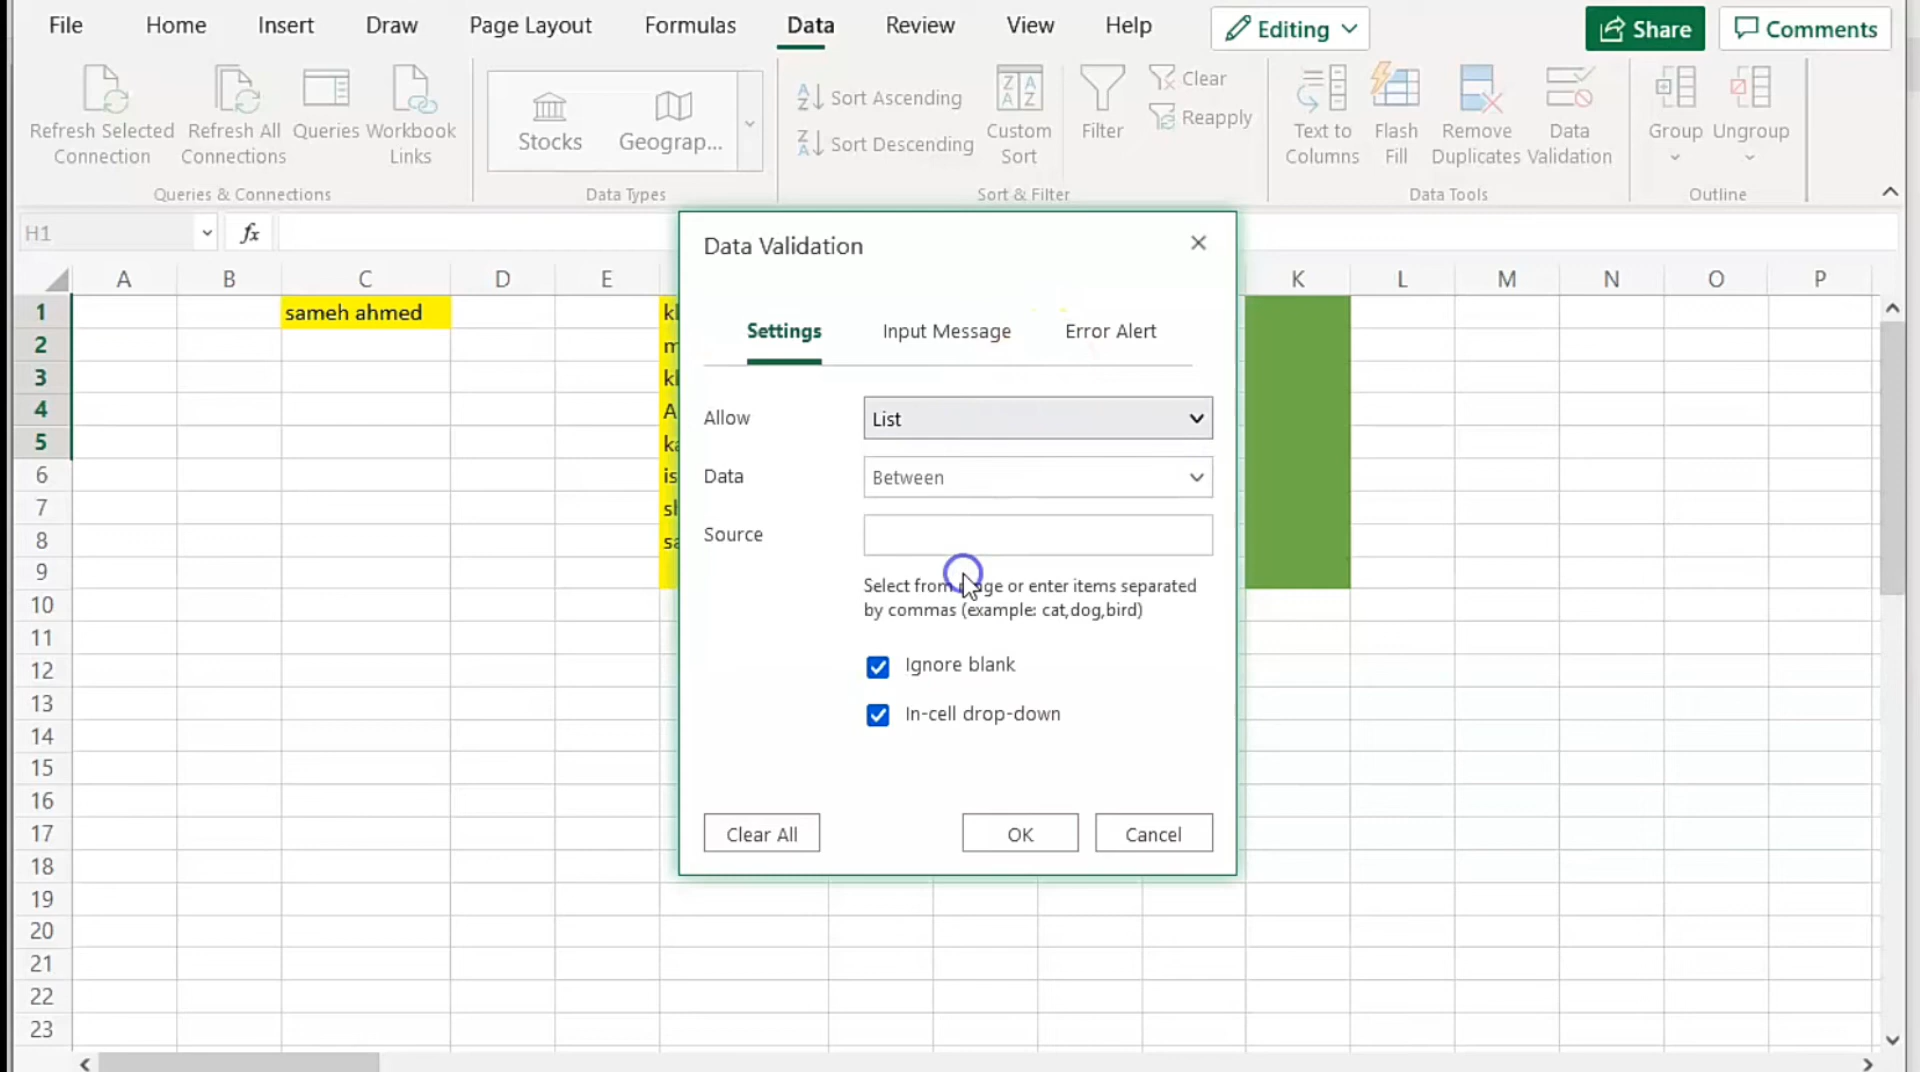 File Home Insert Draw Page Layout Formulas Data Review View Help Editing Share Comments
Refresh Selected Connection
Refresh All Connections
Queries
Workbook Links
Stocks
Geograp...
Sort Ascending
Sort Descending
Custom Sort
Filter
Clear
Reapply
Text to Columns
Flash Fill
Remove Duplicates
Data Validation
Group
Ungroup
Queries & Connections
Data Types
Sort & Filter
Data Tools
Outline
H1 fx
A B C D E K L M N O P
Data Validation
Settings Input Message Error Alert
Allow List
Data Between
Source
Select from range or enter items separated
by commas (example: cat,dog,bird)
Ignore blank
In-cell drop-down
Clear All OK Cancel
1 sameh ahmed
2
3
4
5
6
7
8
9
10
11
12
13
14
15
16
17
18
19
20
21
22
23